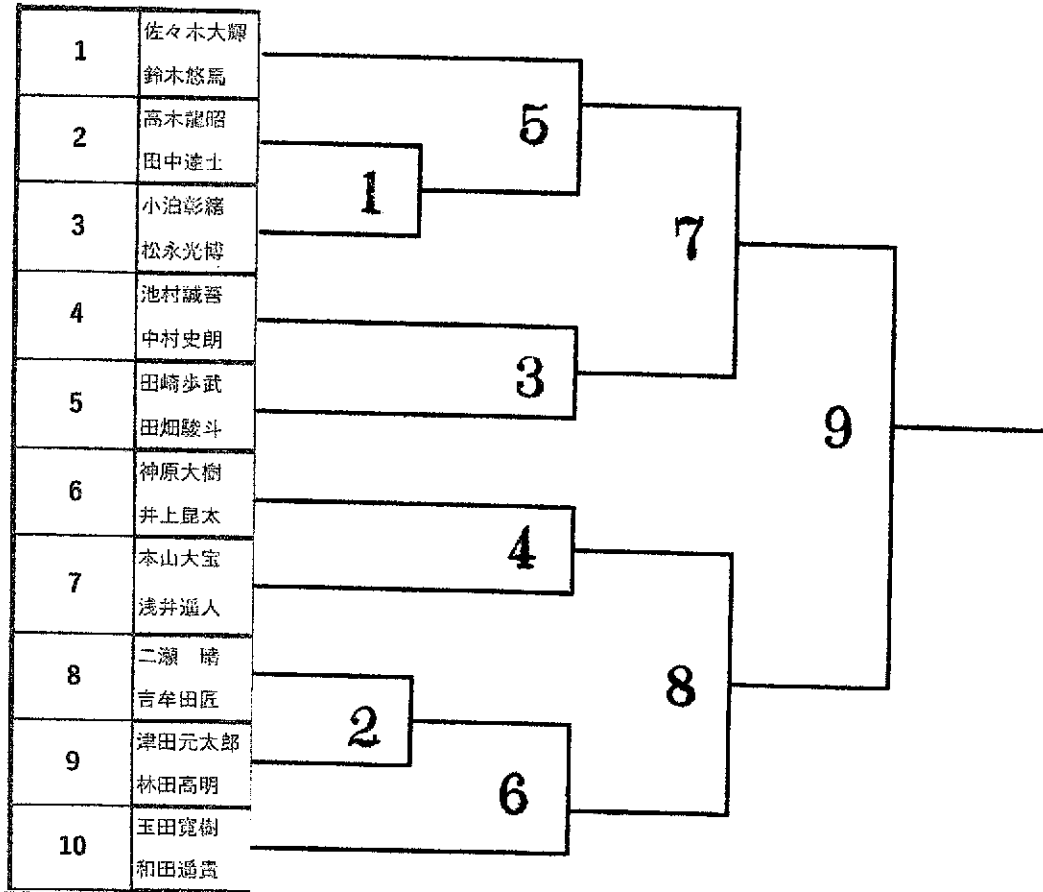 1
佐々木大輝
鈴木悠馬
2
高木龍昭
田中達士
3
小泊彰繕
松永光博
4
池村誠吾
中村史朗
5
田崎歩武
田畑駿斗
6
神原大樹
井上昆太
7
本山大宝
浅井遥人
8
二瀬 晴
吉牟田匠
9
津田元太郎
林田高明
10
玉田寛樹
和田遥貴
5
1
7
3
9
4
8
2
6